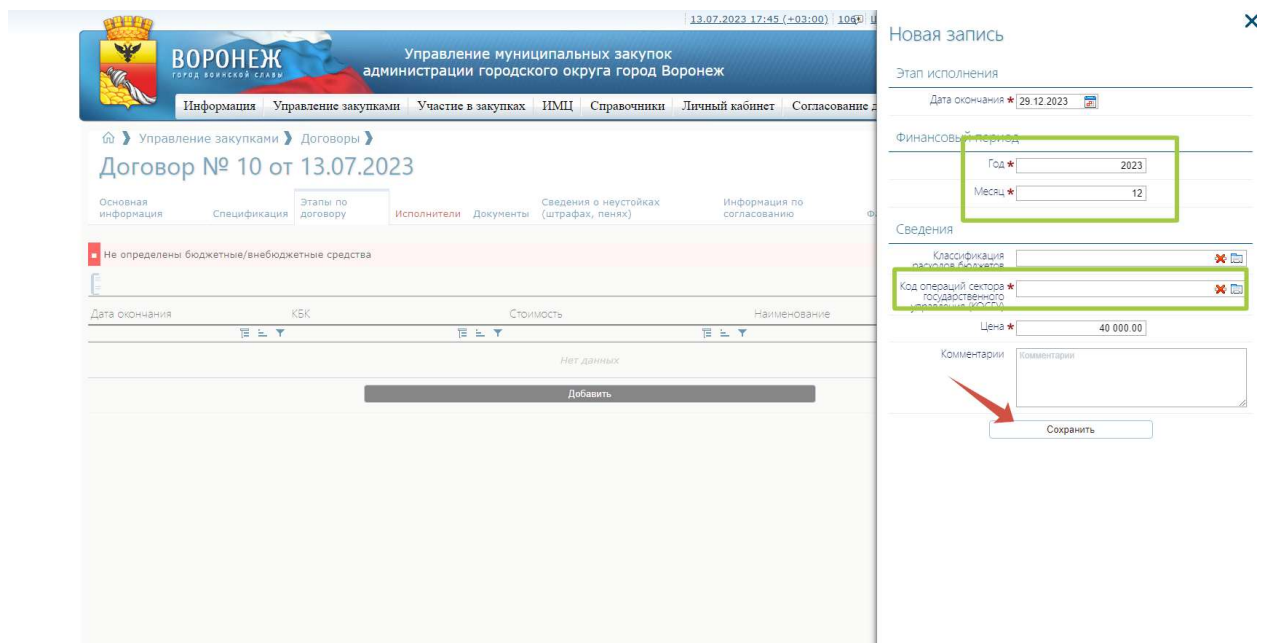 13.07.2023 17:45 (+03:00) 106
ВОРОНЕЖ
ГОРОД ВОИНСКОЙ СЛАВЫ
Управление муниципальных закупок
администрации городского округа город Воронеж
Информация Управление закупками Участие в закупках ИМЦ Справочники Личный кабинет Согласование
Управление закупками Договоры
Договор № 10 от 13.07.2023
Основная информация Спецификация Этапы по договору Исполнители Документы Сведения о неустойках (штрафах, пенях) Информация по согласованию
Не определены бюджетные/внебюджетные средства
Дата окончания КБК Стоимость Наименование
Нет данных
Добавить
Новая запись
Этап исполнения
Дата окончания * 29.12.2023
Финансовый период
Год * 2023
Месяц * 12
Сведения
Классификация
расходов бюджетов
Код операций сектора *
государственного
управления (КОСГУ)
Цена * 40 000.00
Комментарии Комментарии
Сохранить